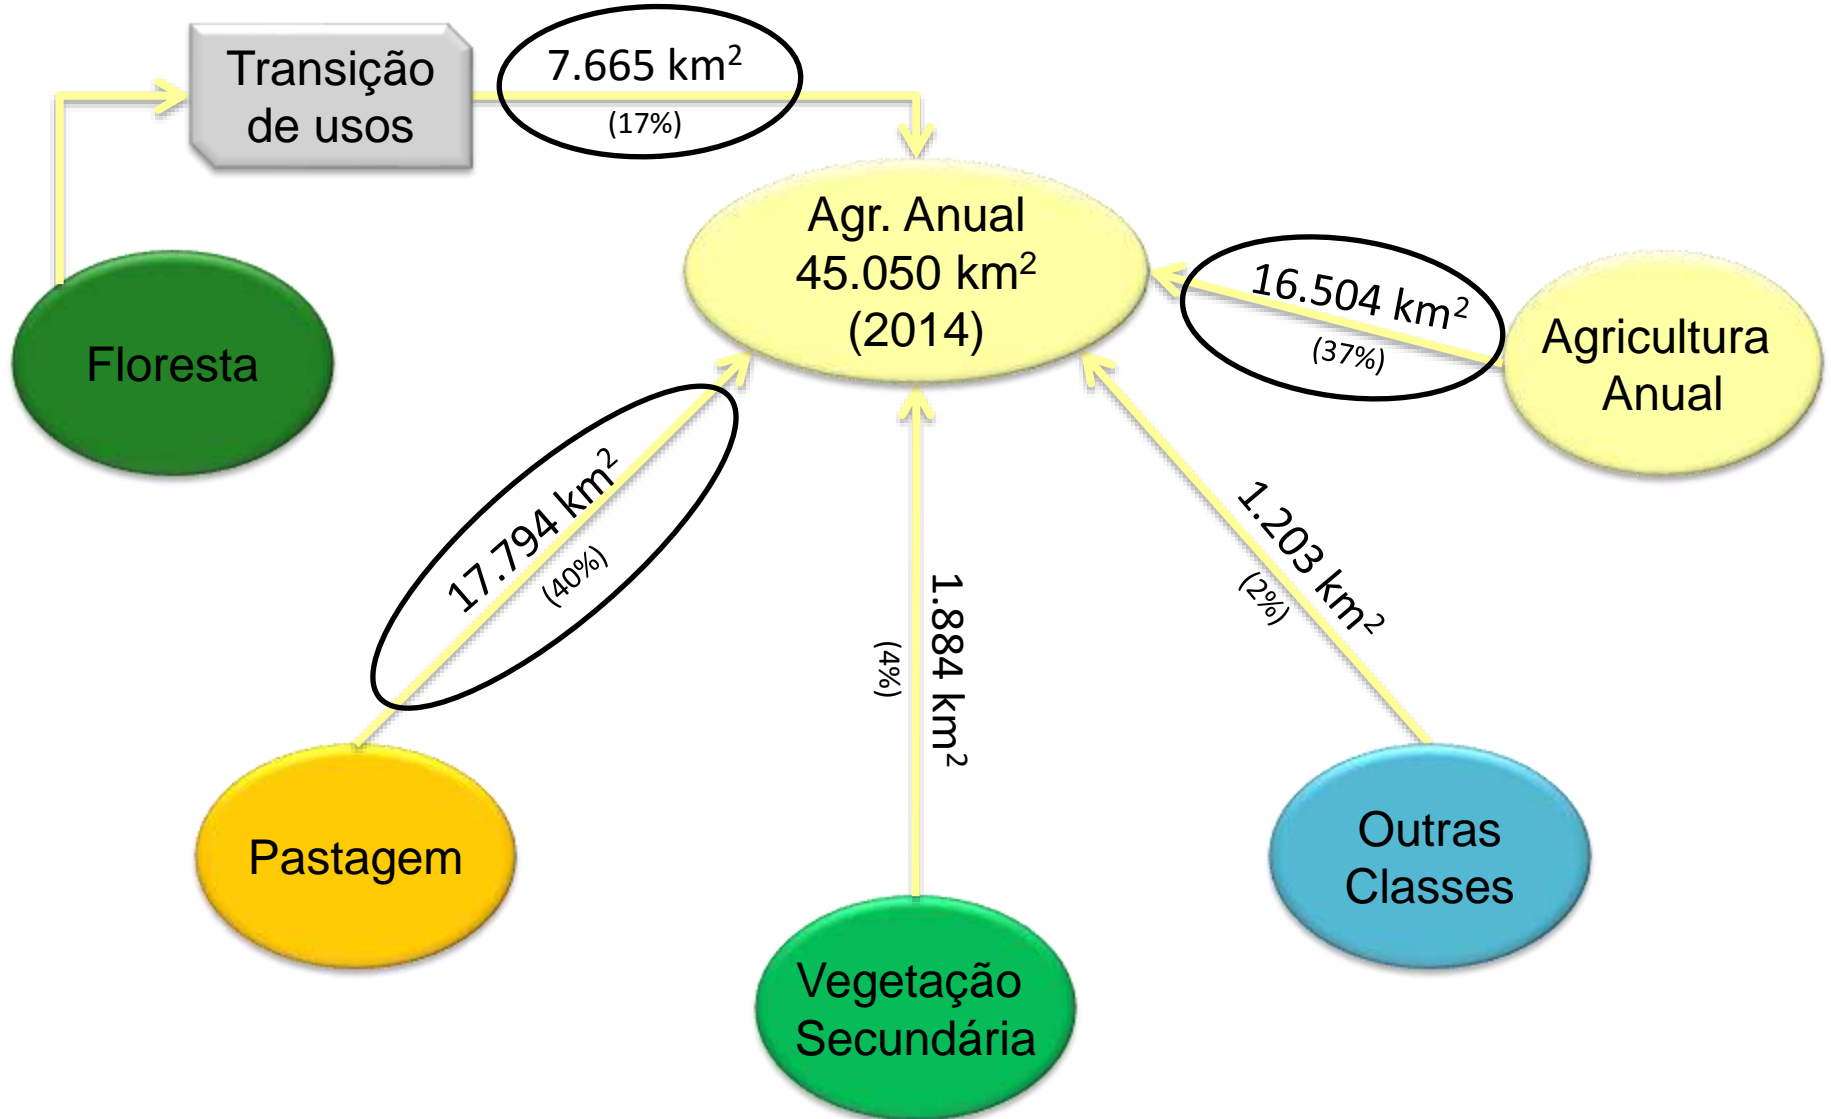 Transição
de usos
7.665 km²
(17%)
Agr. Anual
45.050 km²
(2014)
16.504 km²
(37%)
Agricultura
Anual
Floresta
17.794 km²
(40%)
1.884 km²
(4%)
1.203 km²
(2%)
Pastagem
Vegetação
Secundária
Outras
Classes